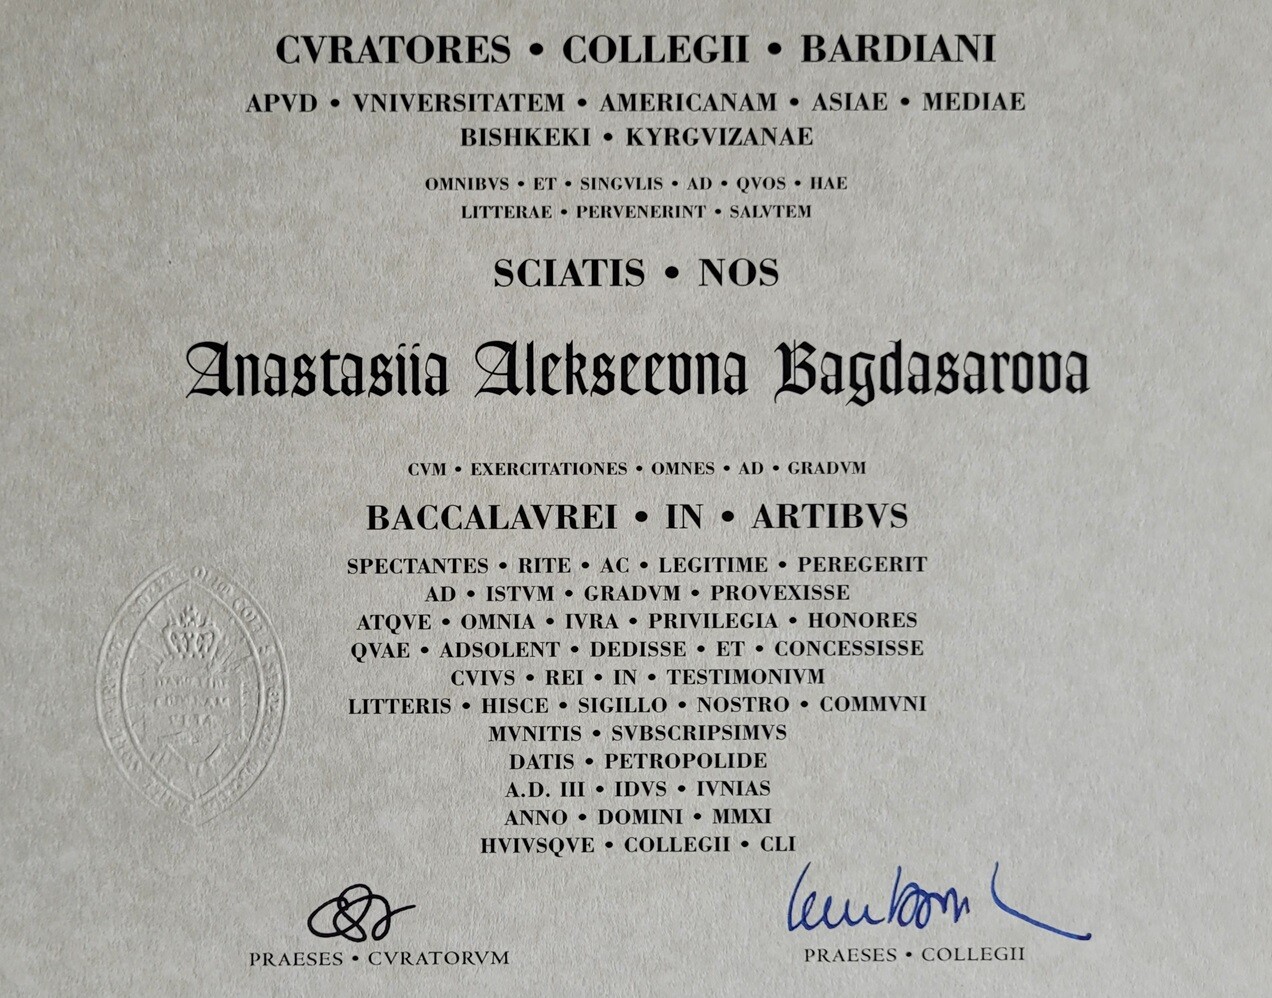 CVRATORES • COLLEGII • BARDIANI
APVD • VNIVERSITATEM • AMERICANAM • ASIAE • MEDIAE
BISHKEKI • KYRGVIZANAE
OMNIBVS • ET • SINGVLIS • AD • QVOS • HAE
LITTERAE • PERVENERINT • SALVTEM
SCIATIS • NOS
Anastasiia Alekseevna Bagdasarova
CVM • EXERCITATIONES • OMNES • AD • GRADVM
BACCALAVREI • IN • ARTIBVS
SPECTANTES • RITE • AC • LEGITIME • PEREGERIT
AD • ISTVM • GRADVM • PROVEXISSE
ATQVE • OMNIA • IVRA • PRIVILEGIA • HONORES
QVAE • ADSOLENT • DEDISSE • ET • CONCESSISSE
CVIVS • REI • IN • TESTIMONIVM
LITTERIS • HISCE • SIGILLO • NOSTRO • COMMVNI
MVNITIS • SVBSCRIPSIMVS
DATIS • PETROPOLIDE
A.D. III • IDVS • IVNIAS
ANNO • DOMINI • MMXI
HVIVSQVE • COLLEGII • CLI
PRAESES • CVRATORVM
PRAESES • COLLEGII